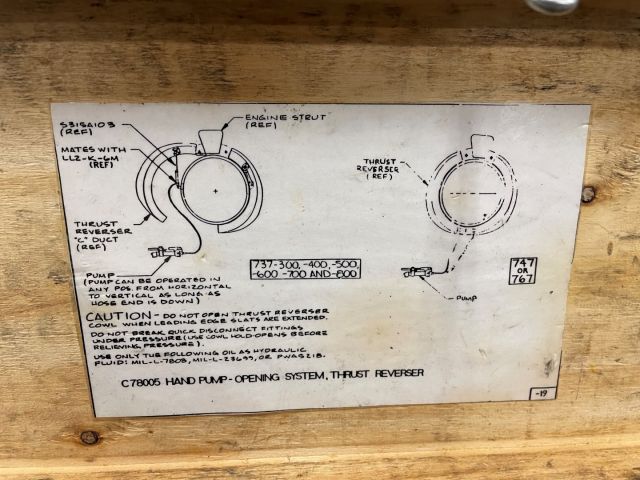 S315A103
(REF)
MATES WITH
LL2-K-6M
(REF)
ENGINE STRUT
(REF)
THRUST
REVERSER
"C" DUCT
(REF)
PUMP
(PUMP CAN BE OPERATED IN
ANY POS. FROM HORIZONTAL
TO VERTICAL AS LONG AS
HOSE END IS DOWN)
737-300, -400, -500,
-600 -700 AND -800
THRUST
REVERSER
(REF)
PUMP
747
OR
767
CAUTION - DO NOT OPEN THRUST REVERSER
COWL WHEN LEADING EDGE SLATS ARE EXTENDED.
DO NOT BREAK QUICK DISCONNECT FITTINGS
UNDER PRESSURE (USE COWL HOLD-OPENS BEFORE
RELIEVING PRESSURE).
USE ONLY THE FOLLOWING OIL AS HYDRAULIC
FLUID: MIL-L-7808, MIL-L-23699, OR PWA521B.
C78005 HAND PUMP - OPENING SYSTEM, THRUST REVERSER
-19